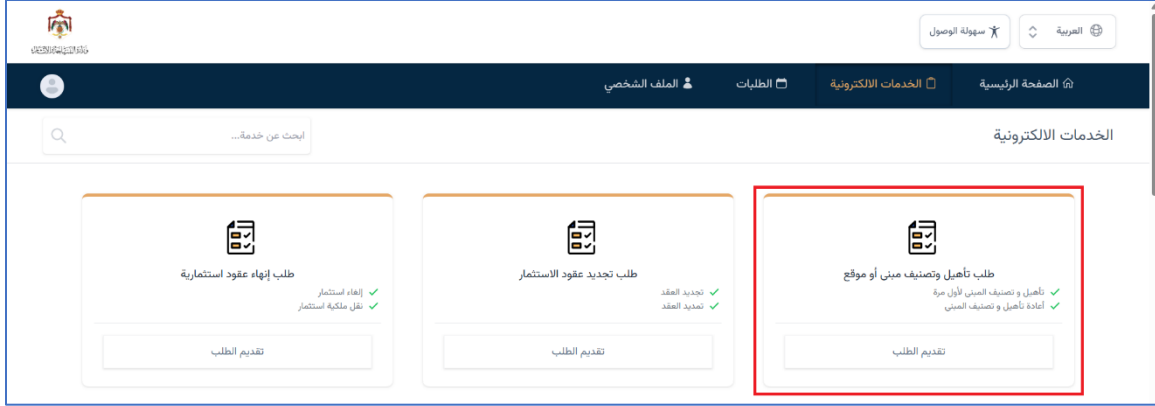 العربية
سهولة الوصول
الصفحة الرئيسية
الخدمات الالكترونية
الطلبات
الملف الشخصي
الخدمات الالكترونية
ابحث عن خدمة...
طلب تأهيل وتصنيف مبنى أو موقع
تأهيل و تصنيف المبنى لأول مرة
أعادة تأهيل و تصنيف المبنى
تقديم الطلب
طلب تجديد عقود الاستثمار
تجديد العقد
تمديد العقد
تقديم الطلب
طلب إنهاء عقود استثمارية
إلغاء استثمار
نقل ملكية استثمار
تقديم الطلب